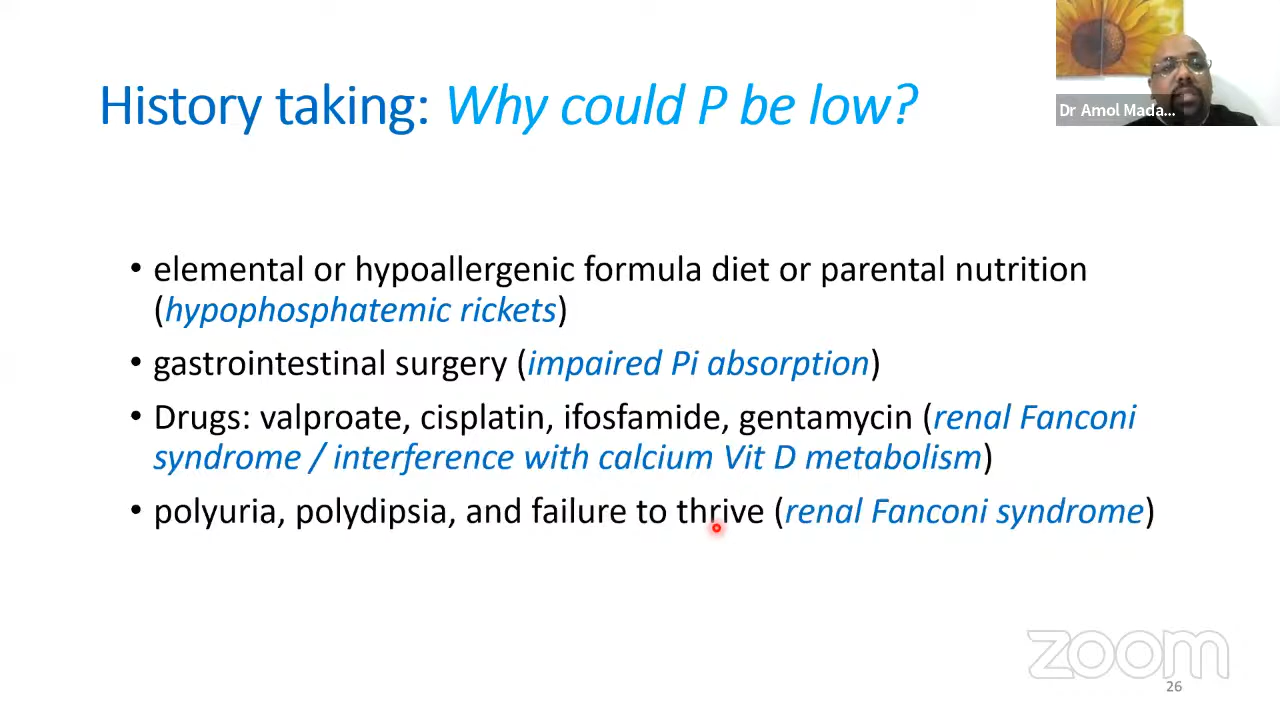 Dr Amol Mada...
History taking: Why could P be low?
• elemental or hypoallergenic formula diet or parental nutrition
(hypophosphatemic rickets)
• gastrointestinal surgery (impaired Pi absorption)
• Drugs: valproate, cisplatin, ifosfamide, gentamycin (renal Fanconi
syndrome / interference with calcium Vit D metabolism)
• polyuria, polydipsia, and failure to thrive (renal Fanconi syndrome)
zoom
26